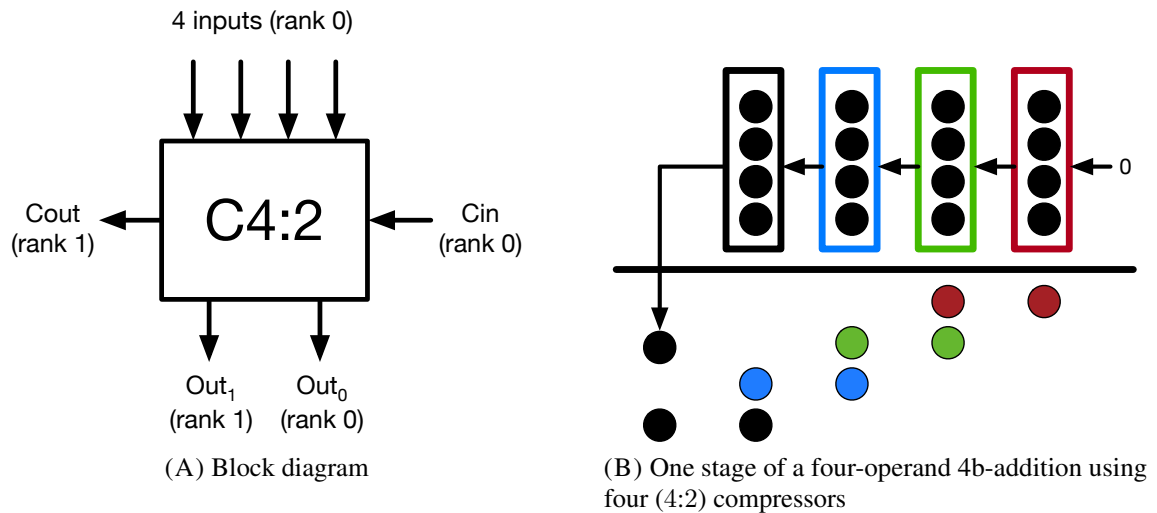 4 inputs (rank 0)
Cout
(rank 1)
C4:2
Cin
(rank 0)
Out1
(rank 1)
Out0
(rank 0)
(A) Block diagram
0
(B) One stage of a four-operand 4b-addition using
four (4:2) compressors